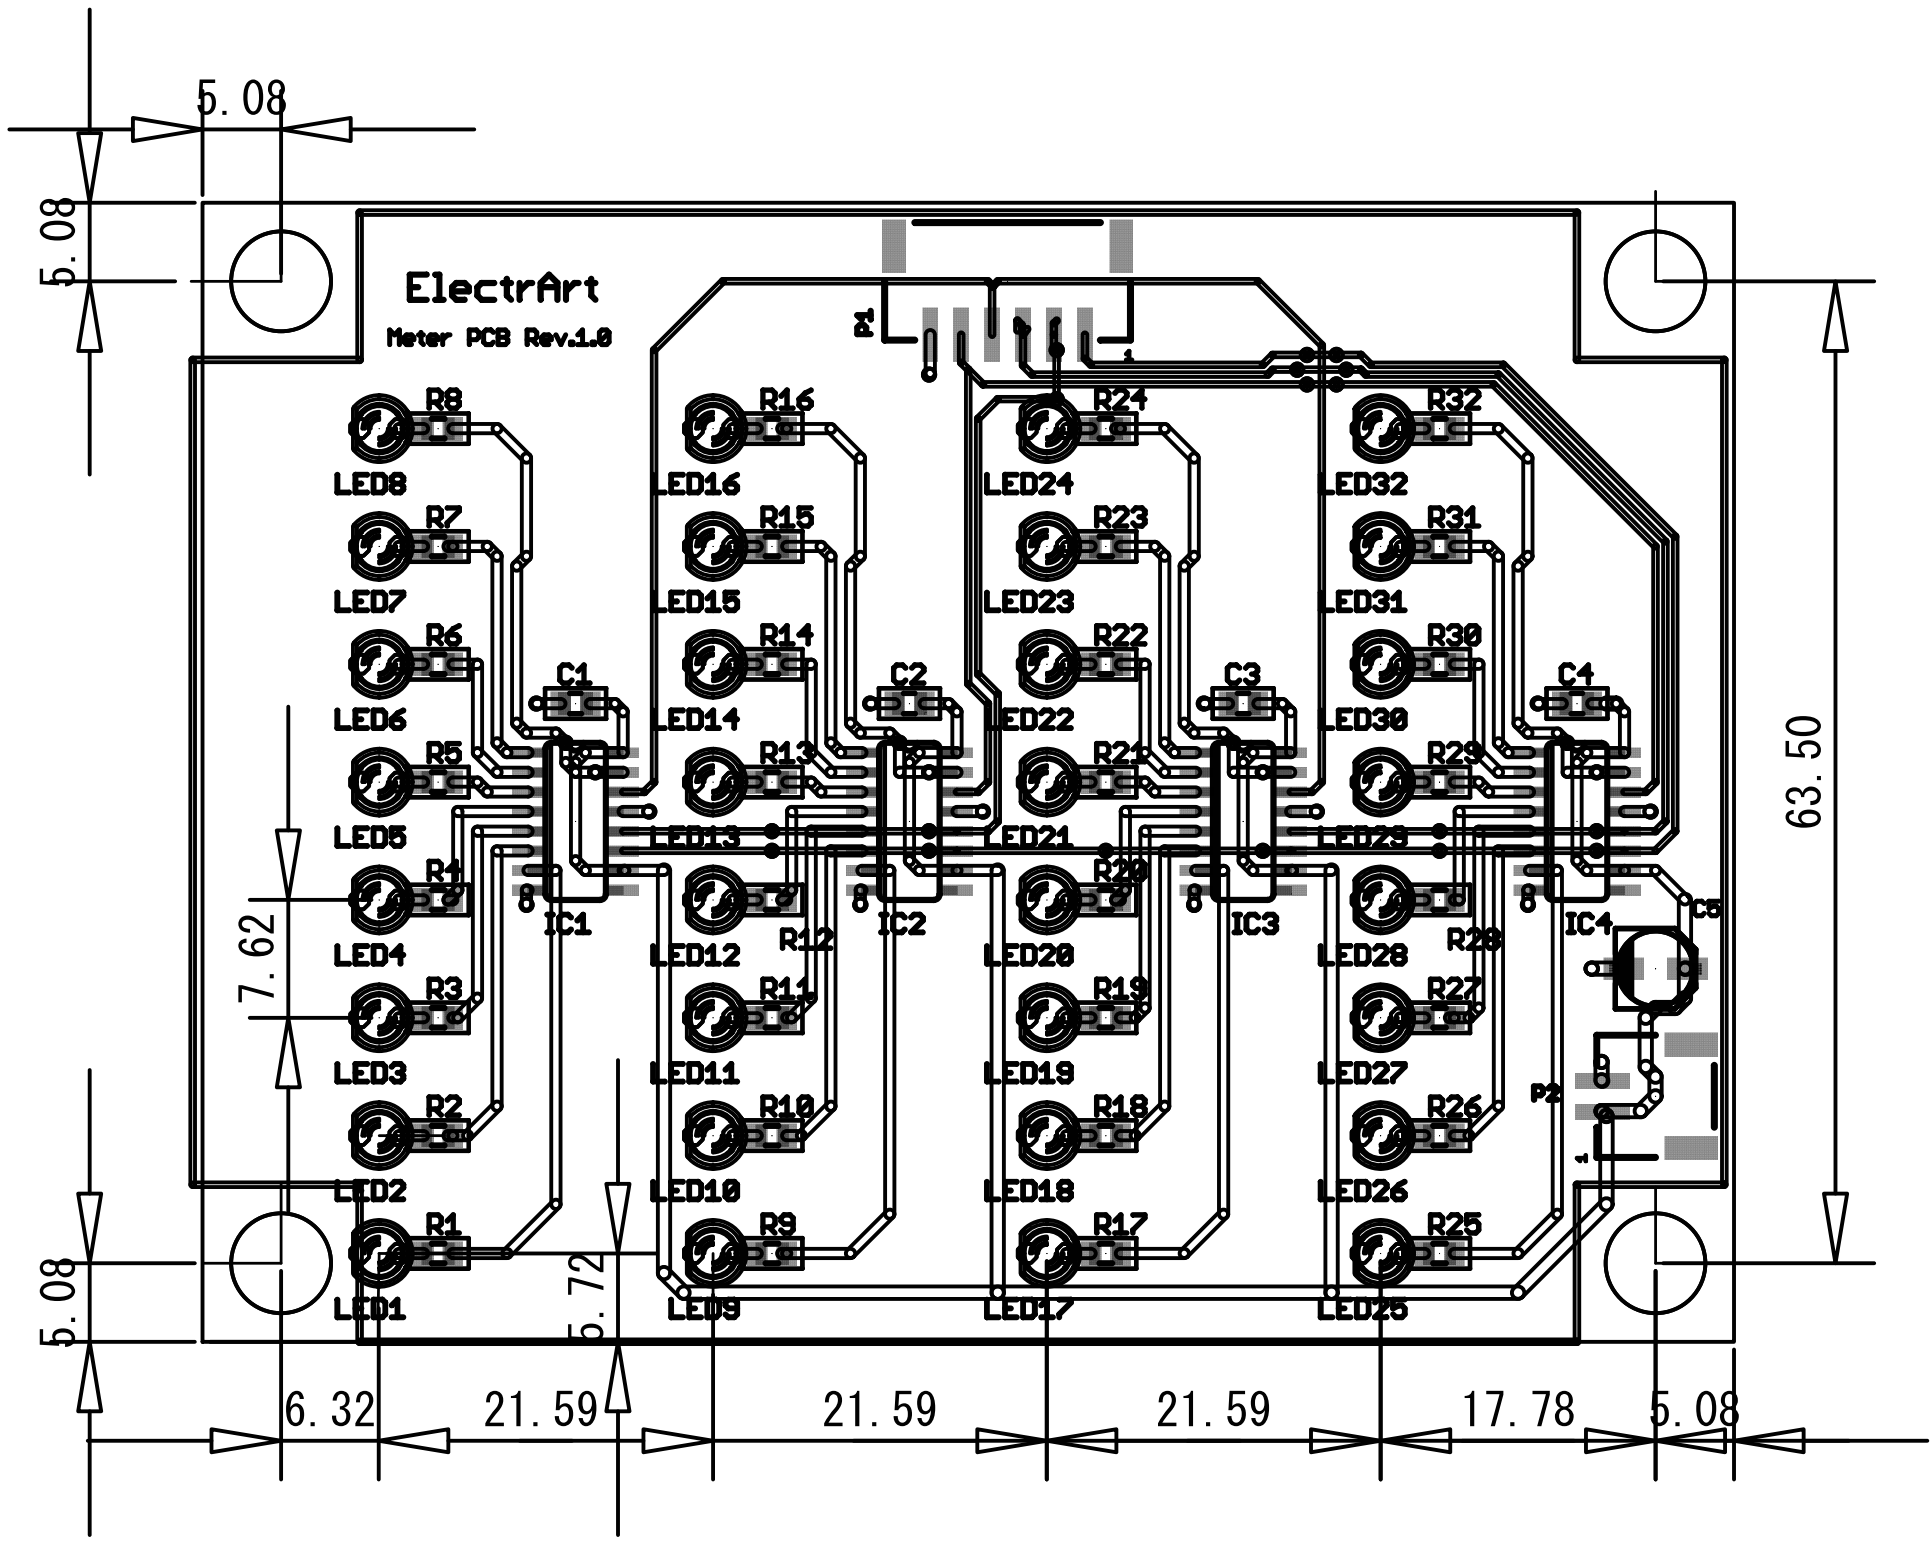 5.08
5.08
ElectrArt
Meter PCB Rev.1.0
P1
1
R8 R16 R24 R32
LED8 LED16 LED24 LED32
R7 R15 R23 R31
LED7 LED15 LED23 LED31
R6 R14 R22 R30
C1 C2 C3 C4
LED6 LED14 LED22 LED30
R5 R13 R21 R29
63.50
LED5 LED13 LED21 LED29
R4 R20
IC1 IC2 IC3 IC4 C5
R12 R28
LED4 LED12 LED20 LED28
7.62
R3 R11 R19 R27
LED3 LED11 LED19 LED27
P2
R2 R10 R18 R26
1
LED2 LED10 LED18 LED26
R1 R9 R17 R25
5.08
5.72
LED1 LED9 LED17 LED25
6.32 21.59 21.59 21.59 17.78 5.08